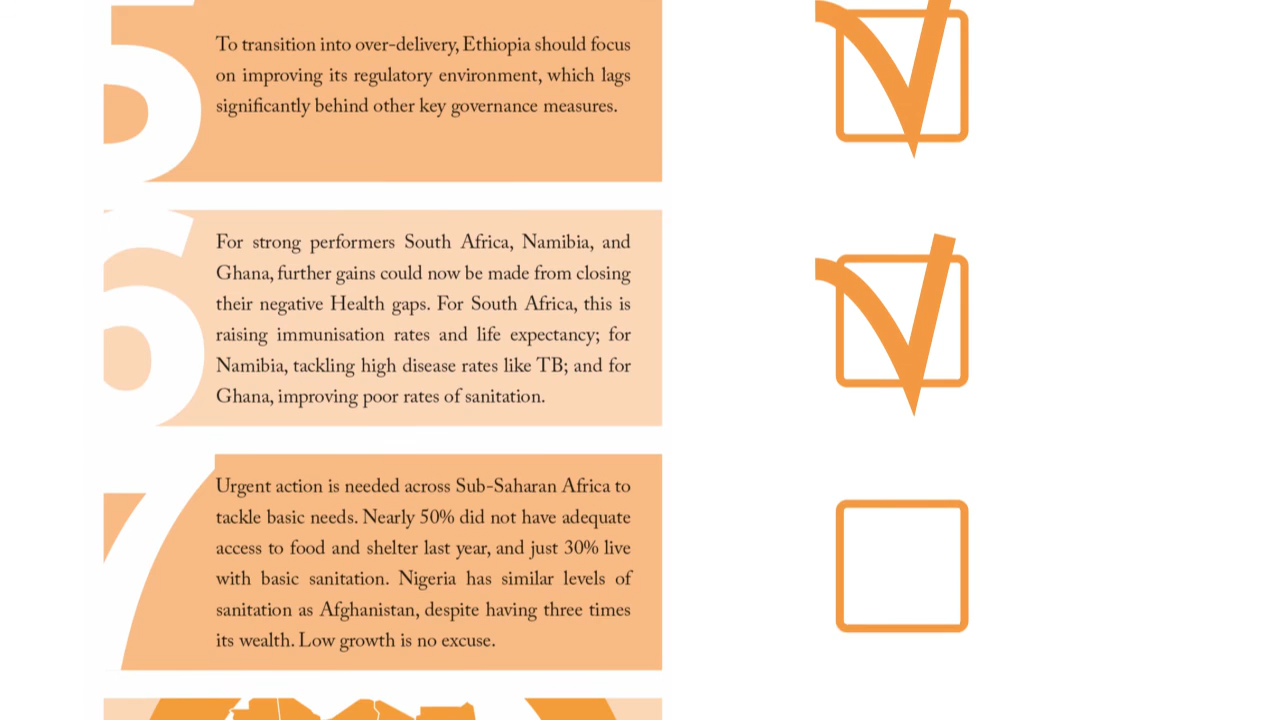 5
To transition into over-delivery, Ethiopia should focus
on improving its regulatory environment, which lags
significantly behind other key governance measures.
6
For strong performers South Africa, Namibia, and
Ghana, further gains could now be made from closing
their negative Health gaps. For South Africa, this is
raising immunisation rates and life expectancy; for
Namibia, tackling high disease rates like TB; and for
Ghana, improving poor rates of sanitation.
7
Urgent action is needed across Sub-Saharan Africa to
tackle basic needs. Nearly 50% did not have adequate
access to food and shelter last year, and just 30% live
with basic sanitation. Nigeria has similar levels of
sanitation as Afghanistan, despite having three times
its wealth. Low growth is no excuse.